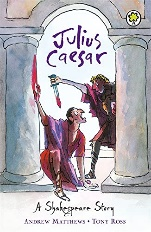 Julius
Caesar
A Shakespeare Story
ANDREW MATTHEWS • TONY ROSS